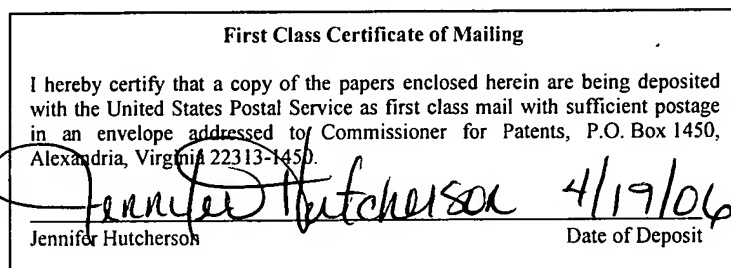 First Class Certificate of Mailing
I hereby certify that a copy of the papers enclosed herein are being deposited
with the United States Postal Service as first class mail with sufficient postage
in an envelope addressed to Commissioner for Patents, P.O. Box 1450,
Alexandria, Virginia 22313-1450.
Jennifer Hutcherson 4/19/06
Jennifer Hutcherson Date of Deposit